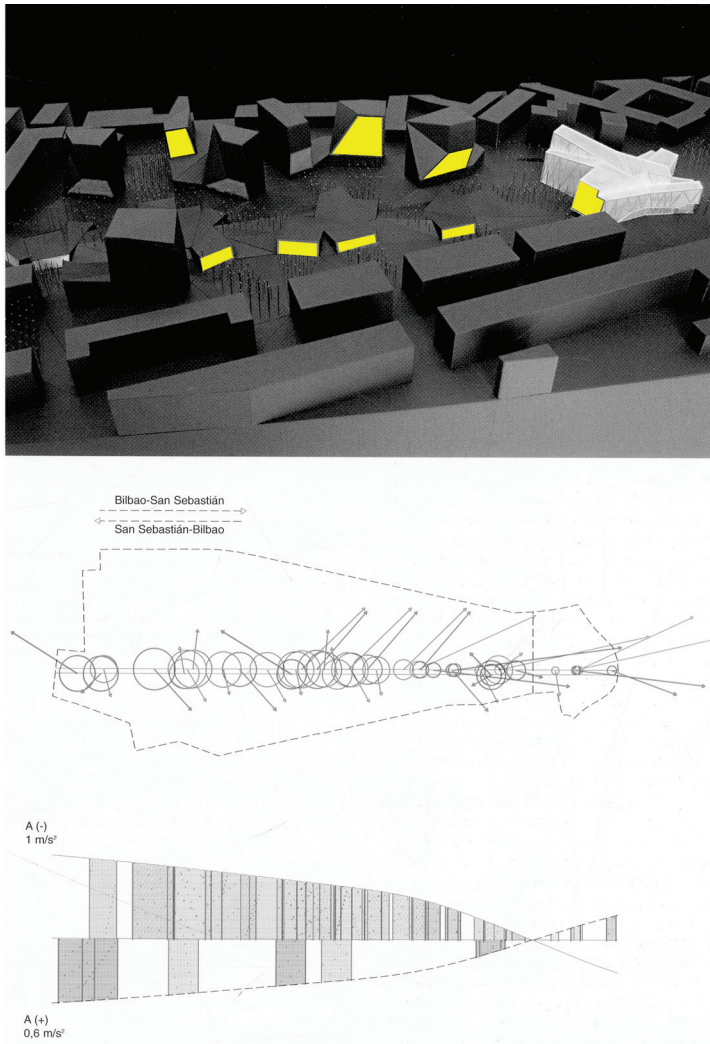 Bilbao-San Sebastián
San Sebastián-Bilbao
A (-)
1 m/s²
A (+)
0,6 m/s²